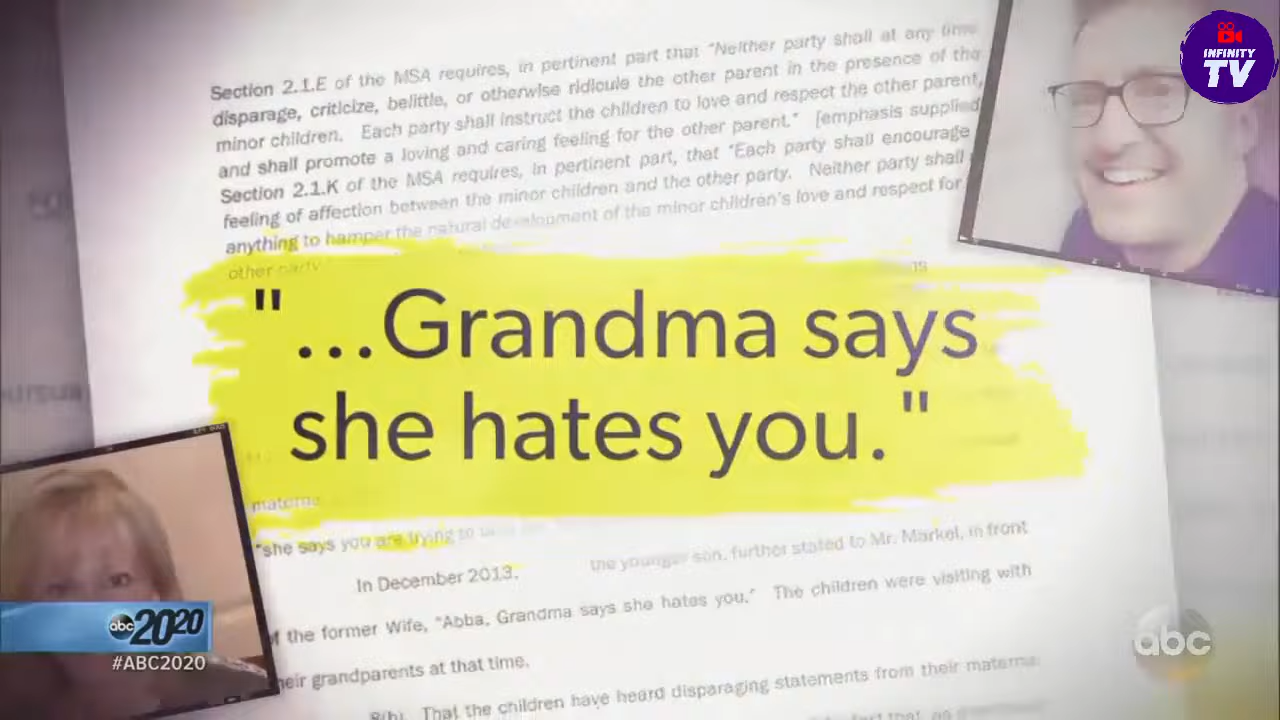 Section 2.1.E of the MSA requires, in pertinent part that "Neither party shall at any time
disparage, criticize, belittle, or otherwise ridicule the other parent in the presence of the
minor children. Each party shall instruct the children to love and respect the other parent,
and shall promote a loving and caring feeling for the other parent." [emphasis supplied
Section 2.1.K of the MSA requires, in pertinent part, that "Each party shall encourage
feeling of affection between the minor children and the other party. Neither party shall
anything to hamper the natural development of the minor children's love and respect for
other party
"...Grandma says
she hates you."
"she says you are trying to
In December 2013, the younger son, further stated to Mr. Markel, in front
of the former Wife, "Abba, Grandma says she hates you." The children were visiting with
their grandparents at that time.
8(b). That the children have heard disparaging statements from their
INFINITY
TV
abc 2020
#ABC2020
abc